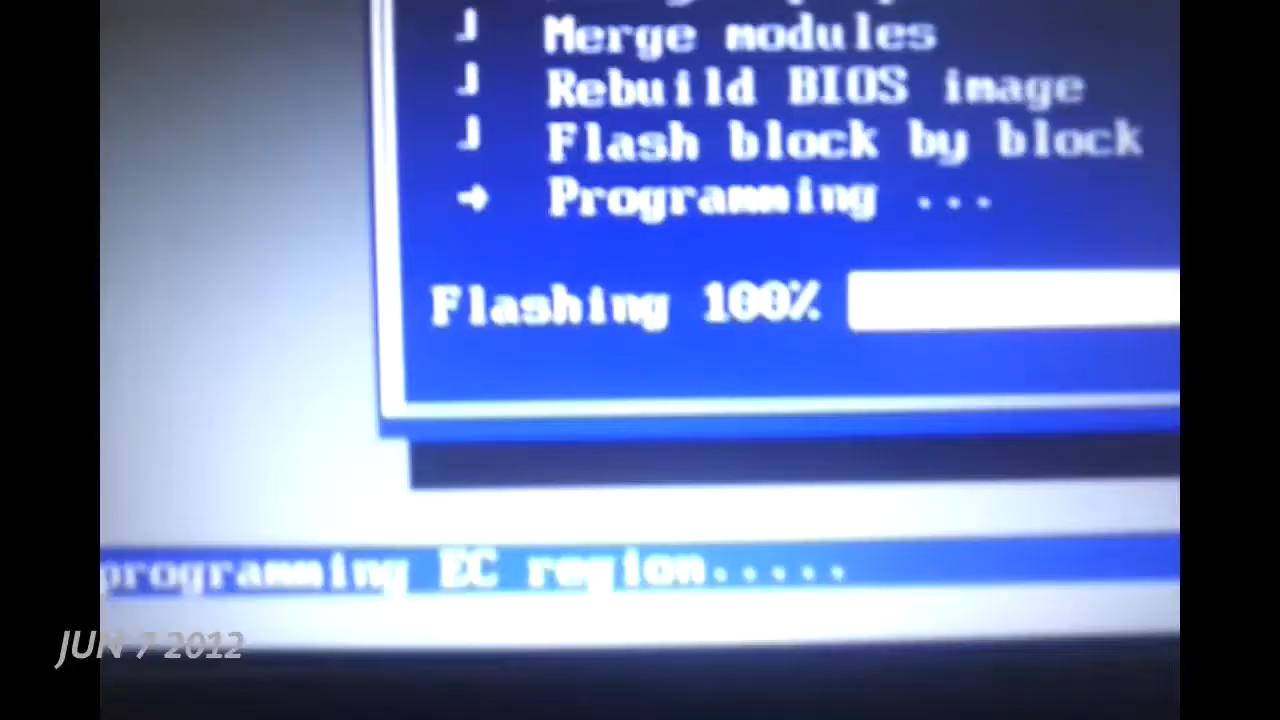 Merge modules
Rebuild BIOS image
Flash block by block
→ Programming ...
Flashing 100%
programming EC region.....
JUN 7 2012